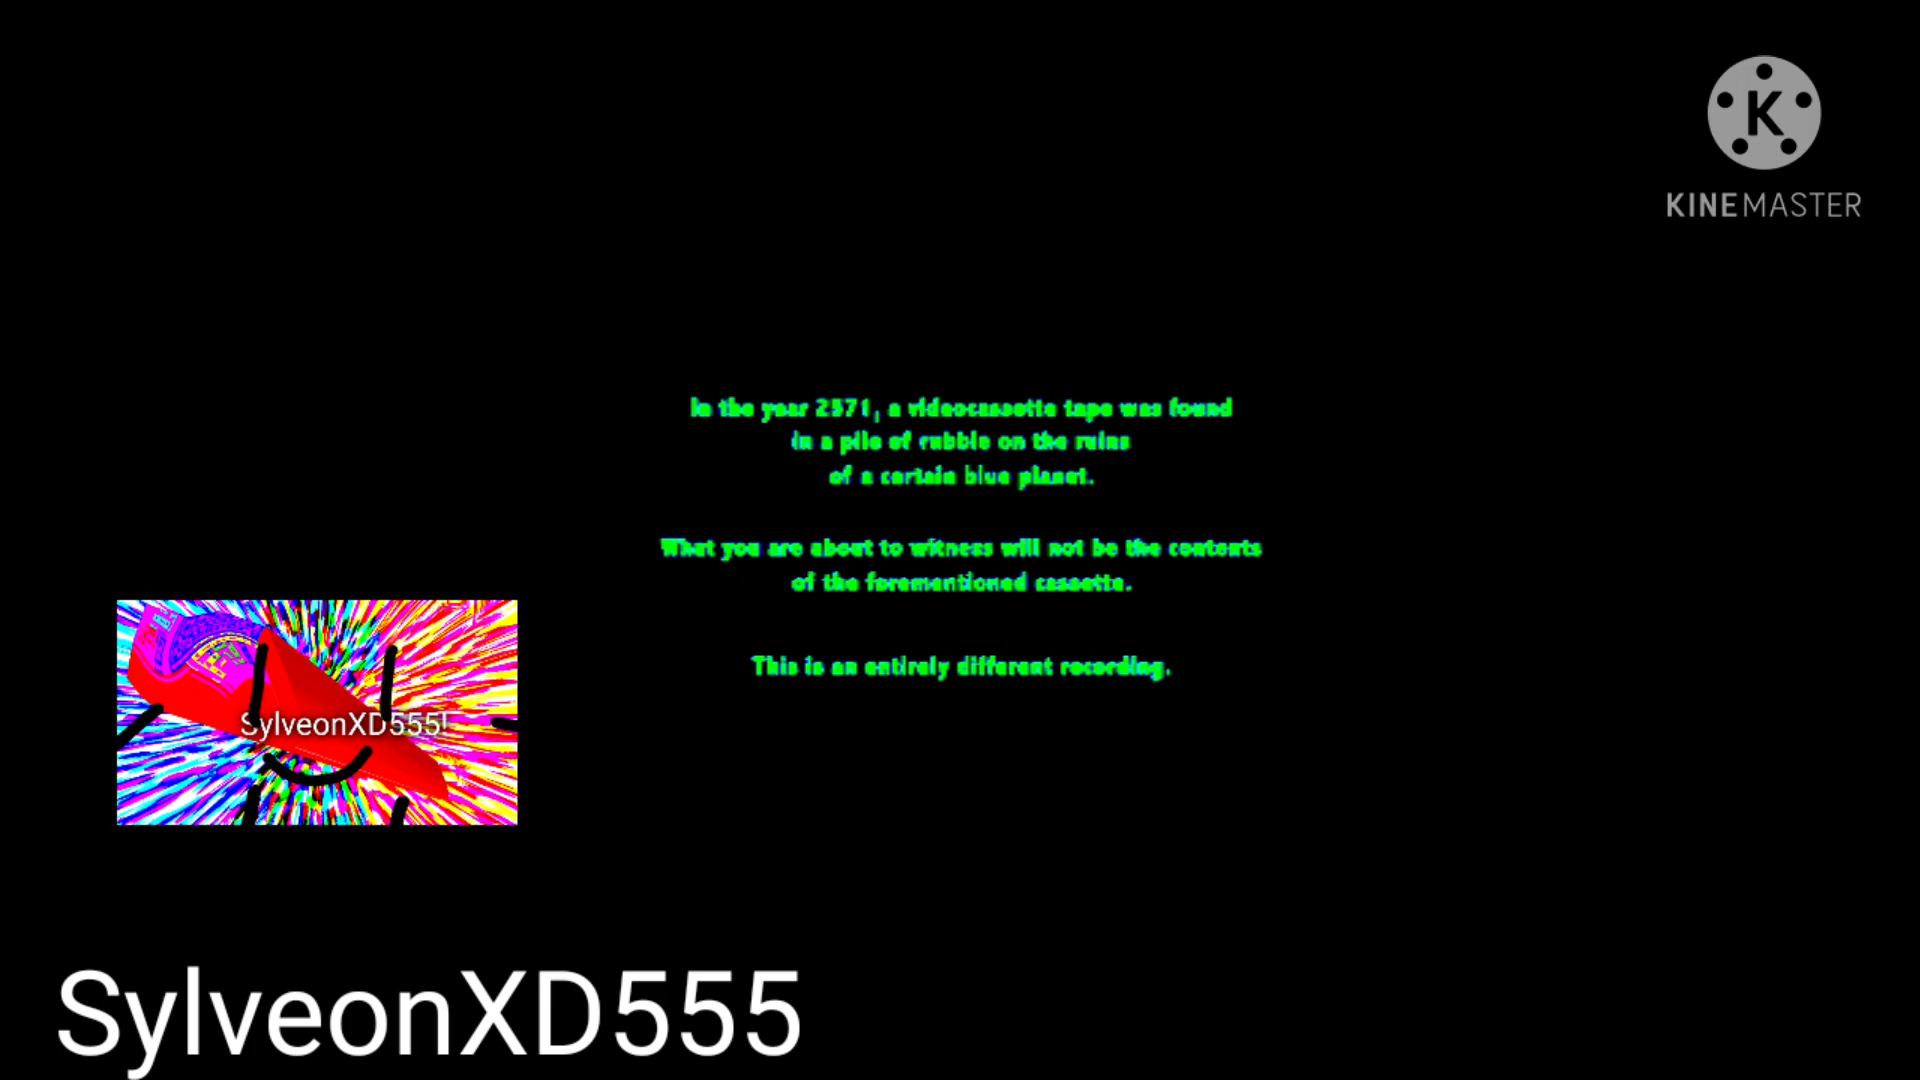 KINEMASTER
In the year 2571, a videocassette tape was found
in a pile of rubble on the ruins
of a certain blue planet.
What you are about to witness will not be the contents
of the forementioned cassette.
This is an entirely different recording.
SylveonXD555!
SylveonXD555